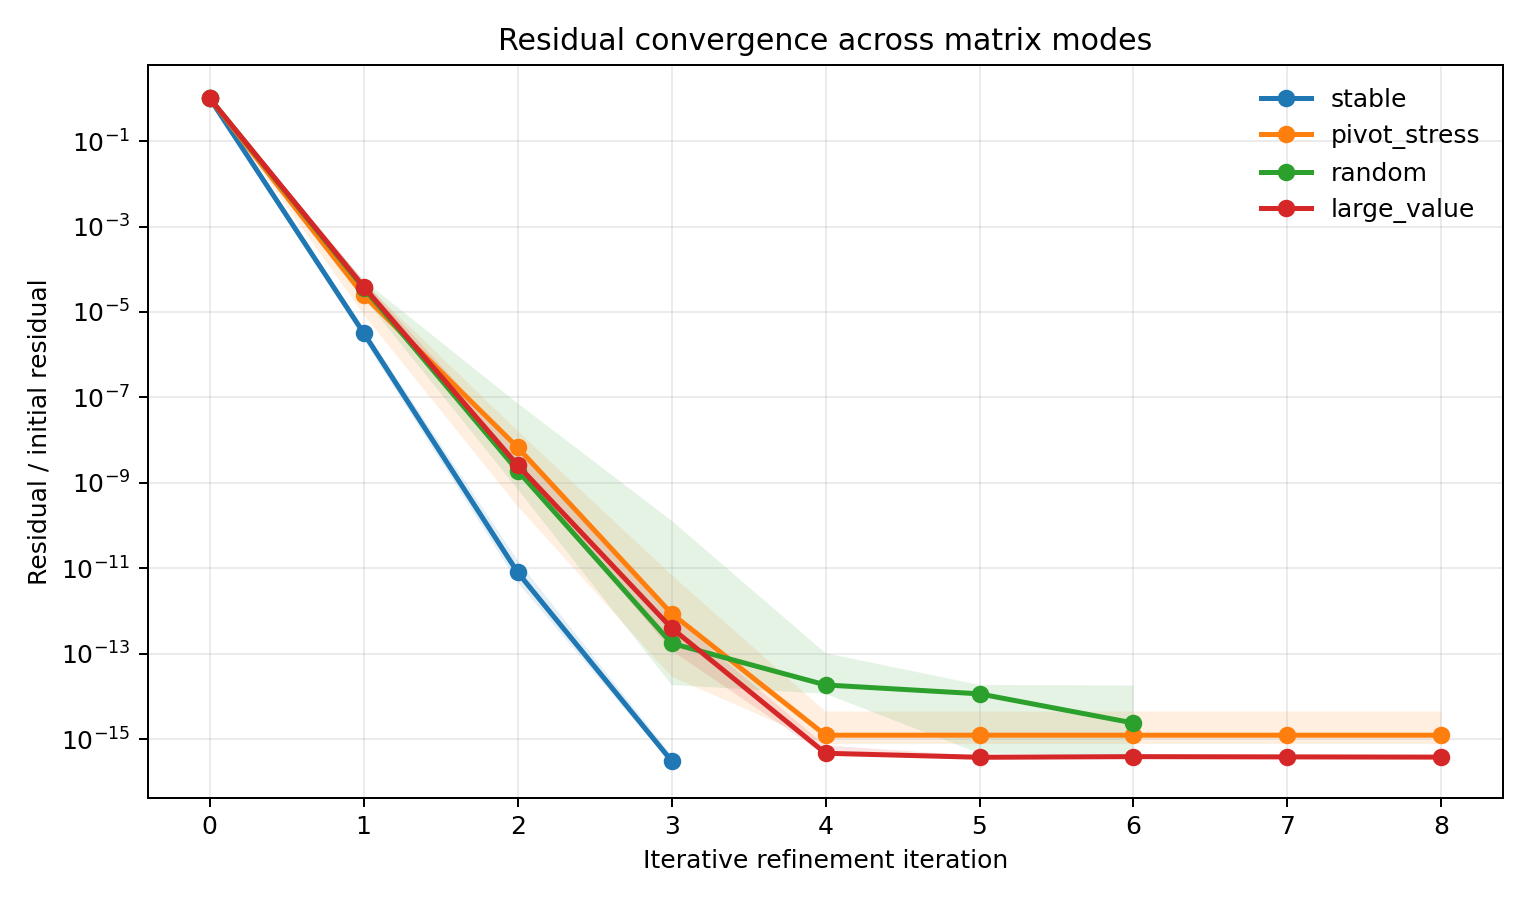 Residual convergence across matrix modes
stable
pivot_stress
random
large_value
Residual / initial residual
10⁻¹
10⁻³
10⁻⁵
10⁻⁷
10⁻⁹
10⁻¹¹
10⁻¹³
10⁻¹⁵
0 1 2 3 4 5 6 7 8
Iterative refinement iteration